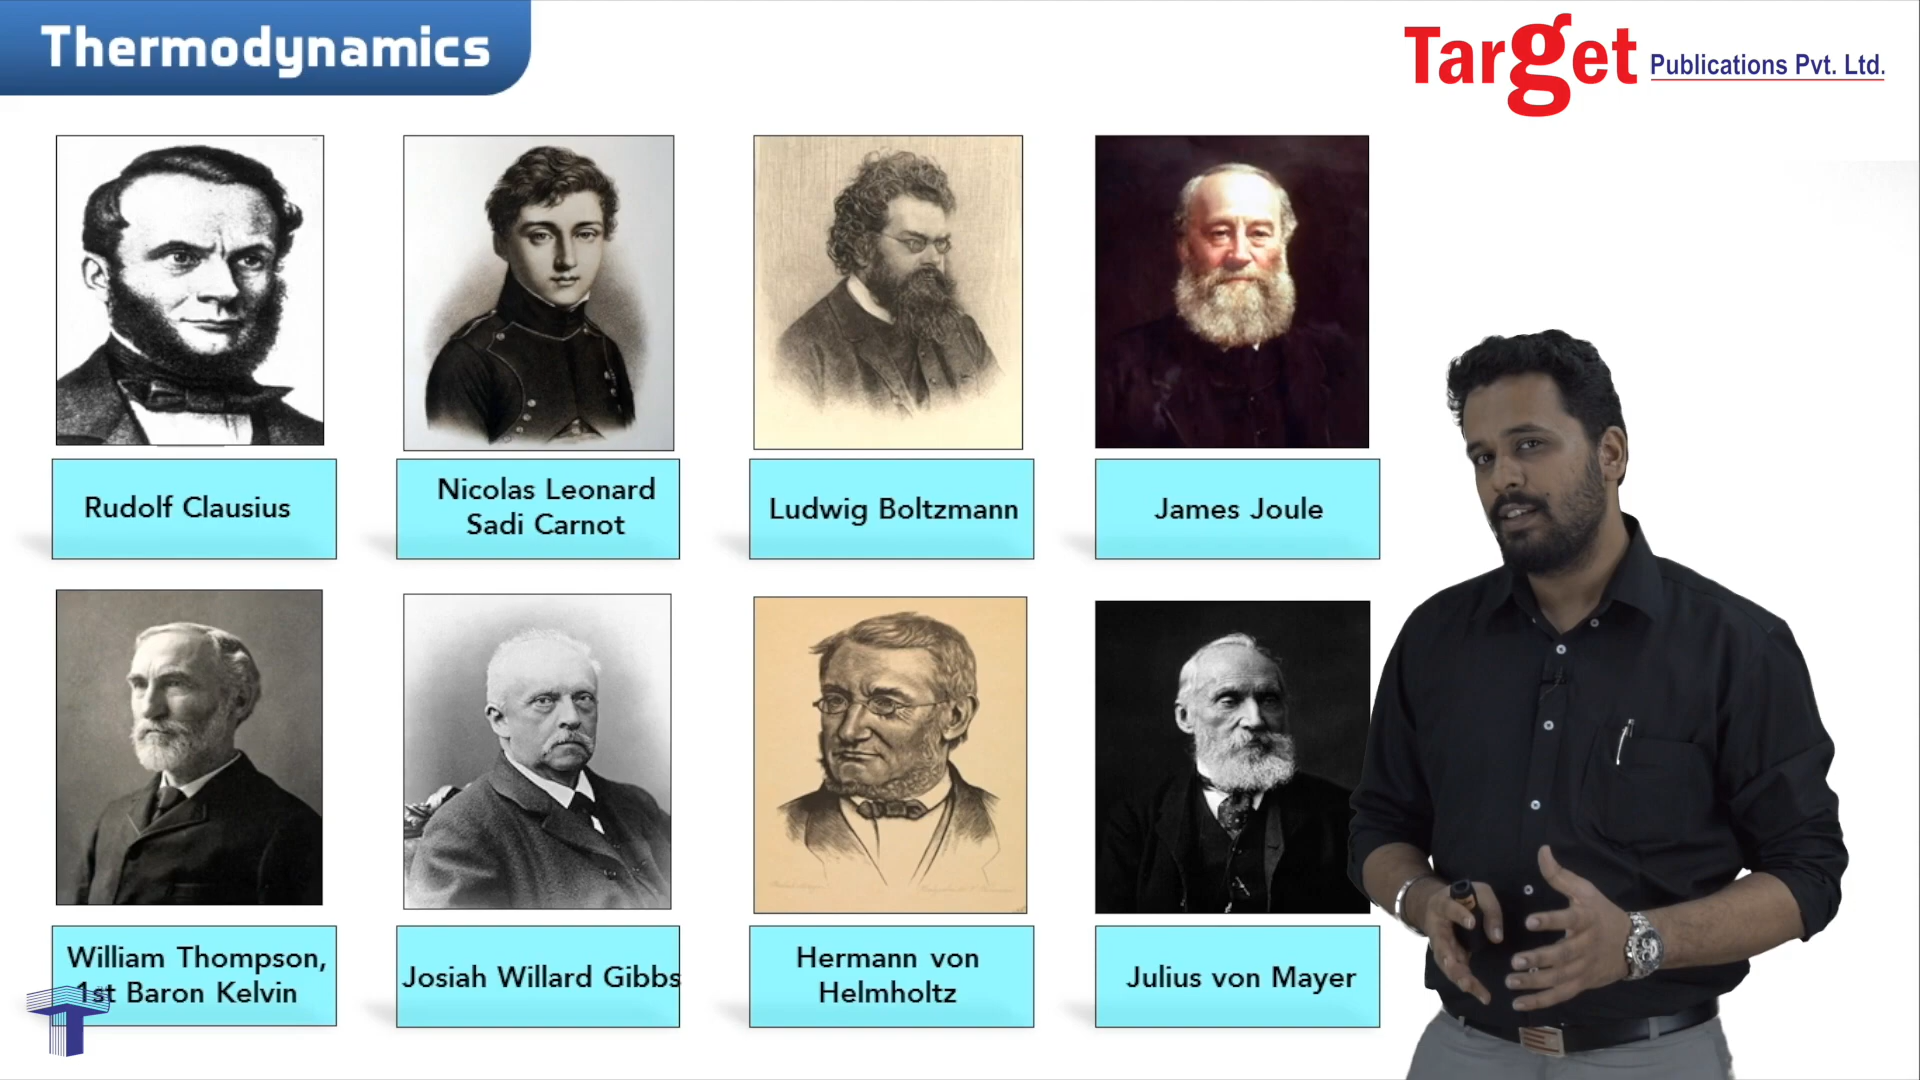 Thermodynamics
Target Publications Pvt. Ltd.
Rudolf Clausius
Nicolas Leonard
Sadi Carnot
Ludwig Boltzmann
James Joule
William Thompson,
1st Baron Kelvin
Josiah Willard Gibbs
Hermann von
Helmholtz
Julius von Mayer